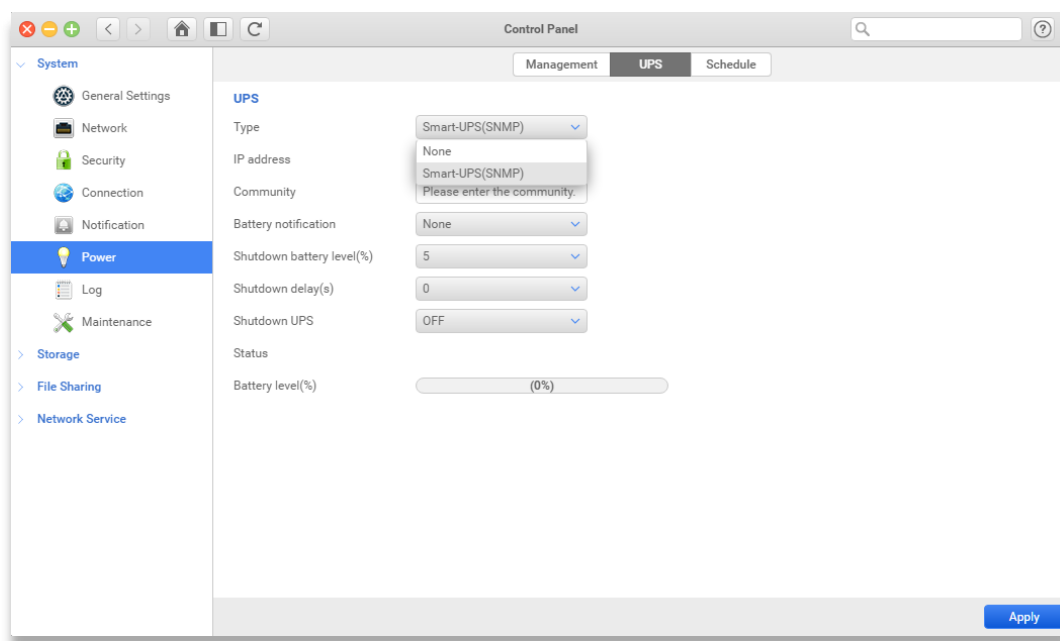 Control Panel
?
System
General Settings
Network
Security
Connection
Notification
Power
Log
Maintenance
Storage
File Sharing
Network Service
Management UPS Schedule
UPS
Type Smart-UPS(SNMP)
None
IP address
Smart-UPS(SNMP)
Community Please enter the community.
Battery notification None
Shutdown battery level(%) 5
Shutdown delay(s) 0
Shutdown UPS OFF
Status
Battery level(%) (0%)
Apply